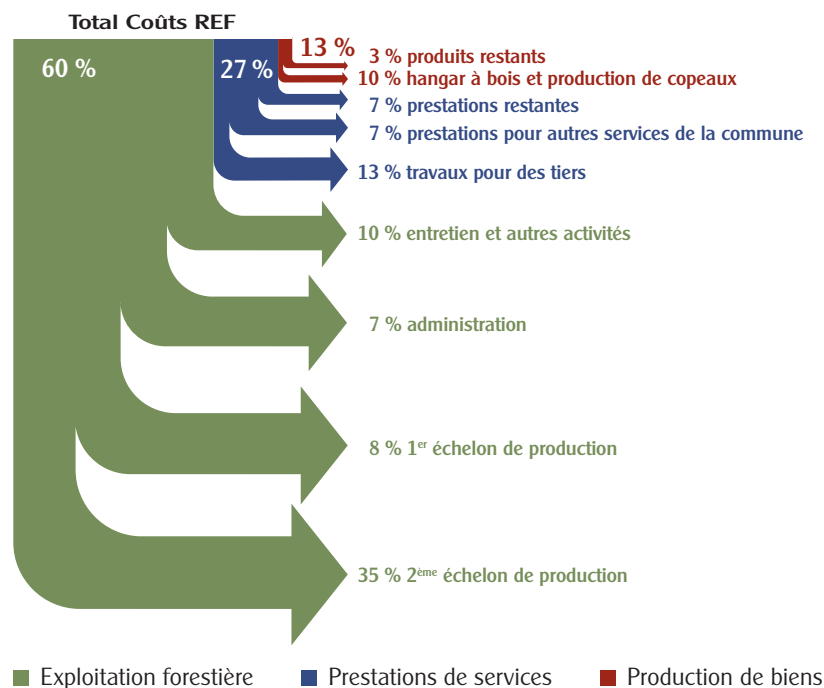 Total Coûts REF
60 %
27 %
13 %
3 % produits restants
10 % hangar à bois et production de copeaux
7 % prestations restantes
7 % prestations pour autres services de la commune
13 % travaux pour des tiers
10 % entretien et autres activités
7 % administration
8 % 1er échelon de production
35 % 2ème échelon de production
Exploitation forestière
Prestations de services
Production de biens